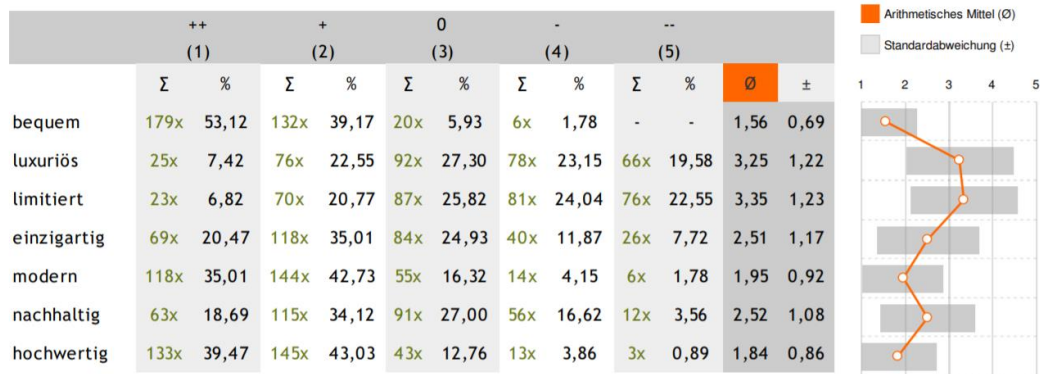 ++ + 0 - --
(1) (2) (3) (4) (5)
Σ % Σ % Σ % Σ % Σ % Ø ±
bequem 179x 53,12 132x 39,17 20x 5,93 6x 1,78 - - 1,56 0,69
luxuriös 25x 7,42 76x 22,55 92x 27,30 78x 23,15 66x 19,58 3,25 1,22
limitiert 23x 6,82 70x 20,77 87x 25,82 81x 24,04 76x 22,55 3,35 1,23
einzigartig 69x 20,47 118x 35,01 84x 24,93 40x 11,87 26x 7,72 2,51 1,17
modern 118x 35,01 144x 42,73 55x 16,32 14x 4,15 6x 1,78 1,95 0,92
nachhaltig 63x 18,69 115x 34,12 91x 27,00 56x 16,62 12x 3,56 2,52 1,08
hochwertig 133x 39,47 145x 43,03 43x 12,76 13x 3,86 3x 0,89 1,84 0,86
Arithmetisches Mittel (Ø)
Standardabweichung (±)
1 2 3 4 5